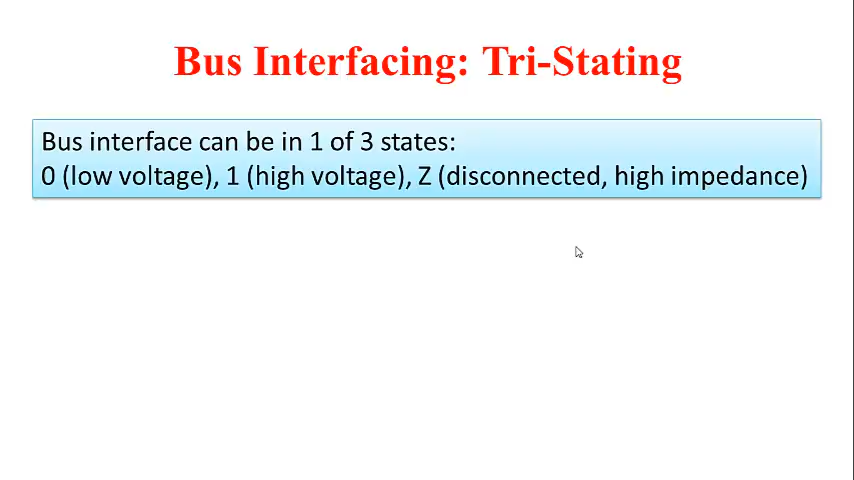 Bus Interfacing: Tri-Stating
Bus interface can be in 1 of 3 states:
0 (low voltage), 1 (high voltage), Z (disconnected, high impedance)